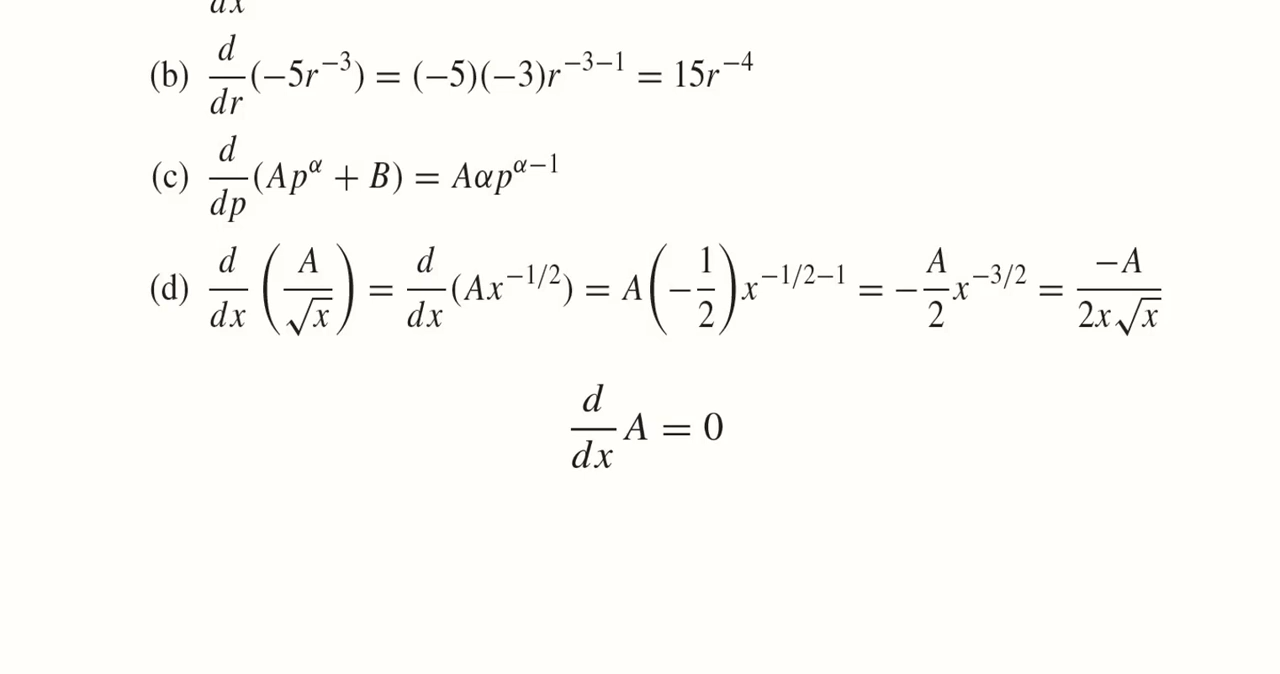 dx
(b) d/dr (−5r⁻³) = (−5)(−3)r⁻³⁻¹ = 15r⁻⁴
(c) d/dp (Ap^α + B) = Aαp^(α−1)
(d) d/dx (A/√x) = d/dx (Ax^(−1/2)) = A(−1/2)x^(−1/2−1) = −A/2 x^(−3/2) = −A/(2x√x)
d/dx A = 0